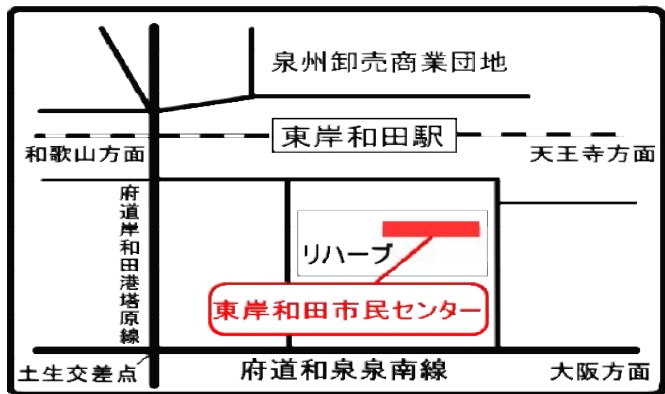 泉州卸売商業団地
東岸和田駅
和歌山方面
天王寺方面
府道岸和田港塔原線
リハーブ
東岸和田市民センター
土生交差点
府道和泉泉南線
大阪方面